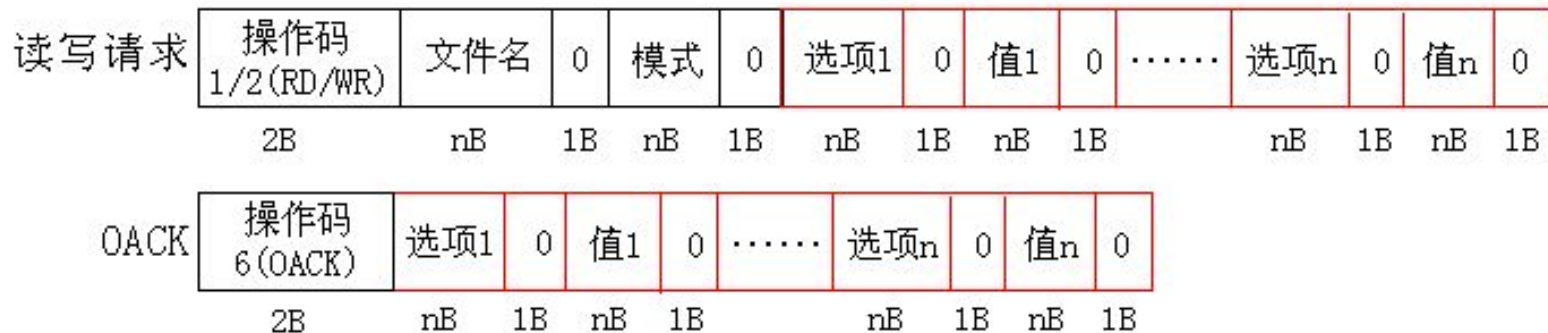 读写请求 操作码 1/2(RD/WR) 文件名 0 模式 0 选项1 0 值1 0 …… 选项n 0 值n 0
2B nB 1B nB 1B nB 1B nB 1B nB 1B nB 1B
OACK 操作码 6(OACK) 选项1 0 值1 0 …… 选项n 0 值n 0
2B nB 1B nB 1B nB 1B nB 1B